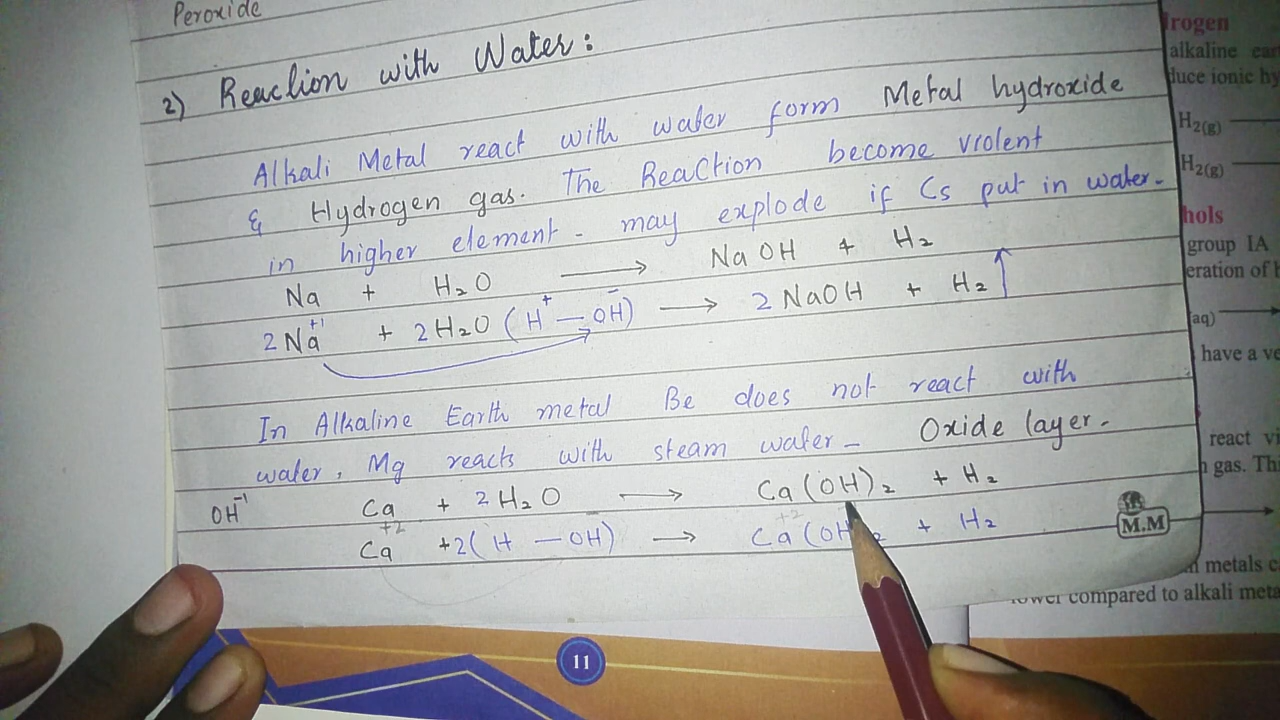 Peroxide
2) Reaction with Water:
Alkali Metal react with water form Metal hydroxide
& Hydrogen gas. The Reaction become violent
in higher element - may explode if Cs put in water.
Na + H₂O ⟶ NaOH + H₂
2Na⁺¹ + 2H₂O (H⁺ — OH⁻) ⟶ 2NaOH + H₂↑
In Alkaline Earth metal Be does not react with
water, Mg reacts with steam water - Oxide layer.
OH⁻¹ Ca + 2H₂O ⟶ Ca(OH)₂ + H₂
Ca⁺² +2(H — OH) ⟶ Ca⁺²(OH 2 + H₂
M.M
11
rogen
alkaline ear
duce ionic hy
H₂(g)
H₂(g)
hols
group IA
eration of h
(aq)
have a ve
react vi
gas. Thi
metals c
lower compared to alkali meta